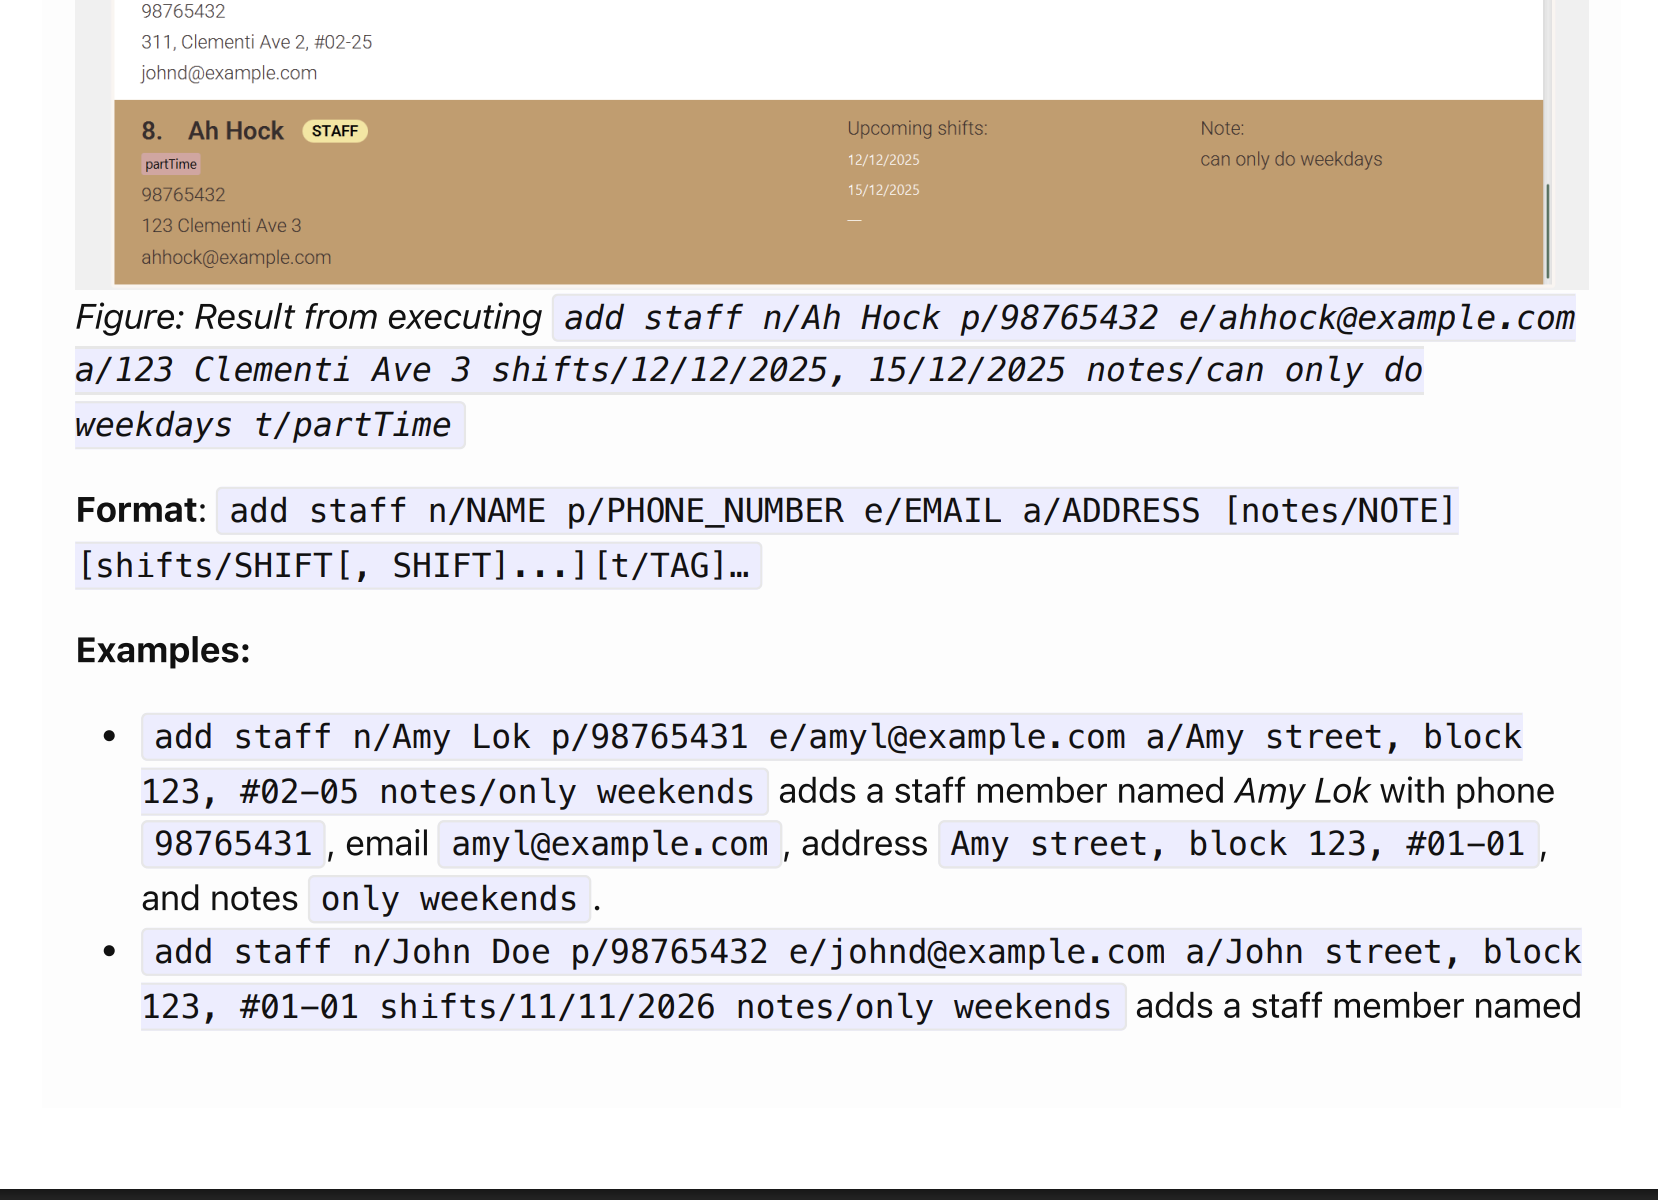 98765432
311, Clementi Ave 2, #02-25
johnd@example.com
8. Ah Hock STAFF
partTime
98765432
123 Clementi Ave 3
ahhock@example.com
Upcoming shifts:
12/12/2025
15/12/2025
—
Note:
can only do weekdays
Figure: Result from executing add staff n/Ah Hock p/98765432 e/ahhock@example.com
a/123 Clementi Ave 3 shifts/12/12/2025, 15/12/2025 notes/can only do
weekdays t/partTime
Format: add staff n/NAME p/PHONE_NUMBER e/EMAIL a/ADDRESS [notes/NOTE]
[shifts/SHIFT[, SHIFT]...][t/TAG]…
Examples:
• add staff n/Amy Lok p/98765431 e/amyl@example.com a/Amy street, block
123, #02-05 notes/only weekends adds a staff member named Amy Lok with phone
98765431, email amyl@example.com, address Amy street, block 123, #01-01,
and notes only weekends.
• add staff n/John Doe p/98765432 e/johnd@example.com a/John street, block
123, #01-01 shifts/11/11/2026 notes/only weekends adds a staff member named